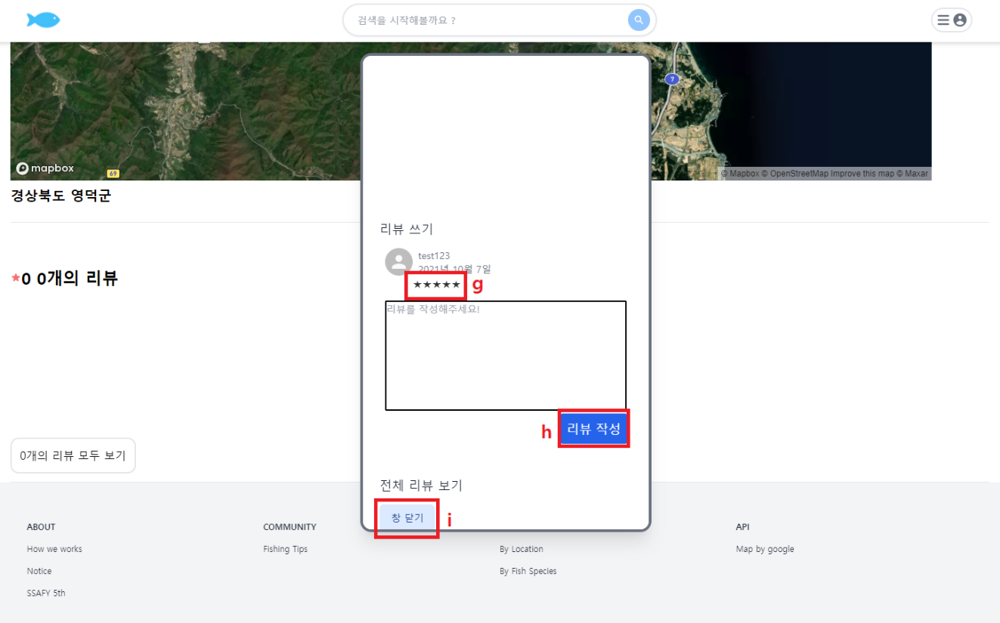 검색을 시작해볼까요 ?
7
mapbox
69
© Mapbox © OpenStreetMap Improve this map © Maxar
경상북도 영덕군
리뷰 쓰기
test123
2021년 10월 7일
★0 0개의 리뷰
★★★★★ g
리뷰를 작성해주세요!
h 리뷰 작성
0개의 리뷰 모두 보기
전체 리뷰 보기
창 닫기 i
ABOUT
How we works
Notice
SSAFY 5th
COMMUNITY
Fishing Tips
By Location
By Fish Species
API
Map by google